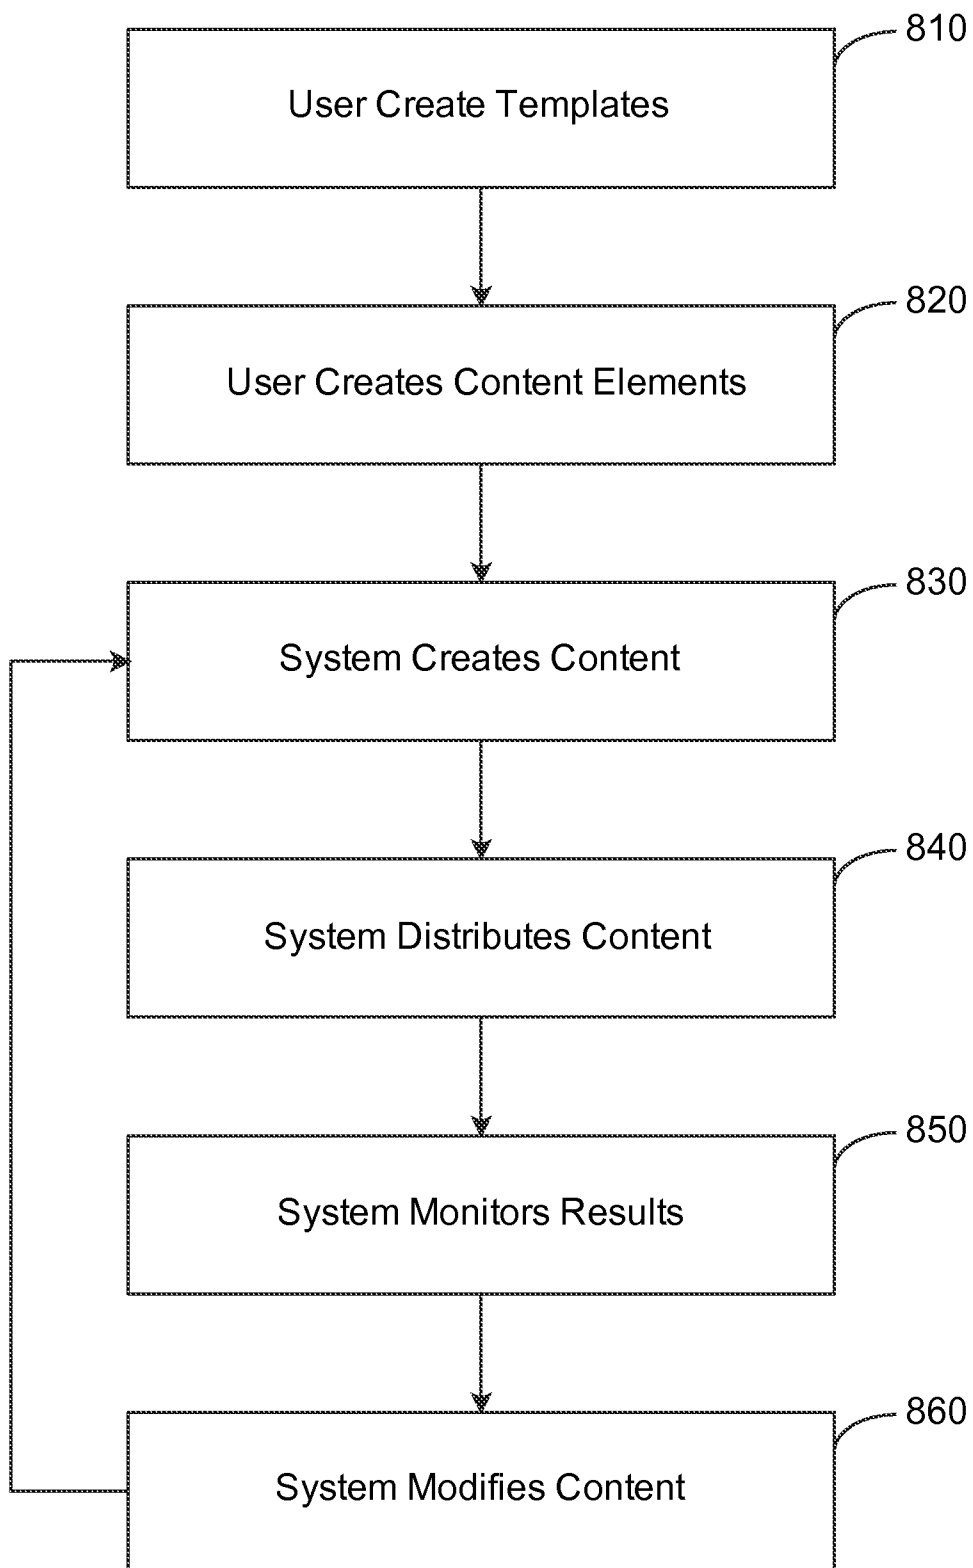 810
User Create Templates
820
User Creates Content Elements
830
System Creates Content
840
System Distributes Content
850
System Monitors Results
860
System Modifies Content